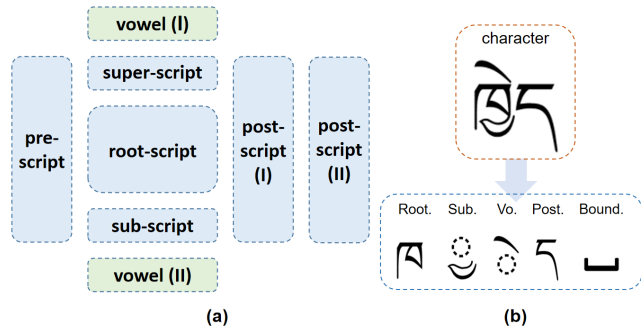 vowel (I)
super-script
pre-script
root-script
post-script (I)
post-script (II)
sub-script
vowel (II)
(a)
character
ཁྱེད
Root. Sub. Vo. Post. Bound.
ཁ ◌ྱ ◌ེ ད ⎵
(b)